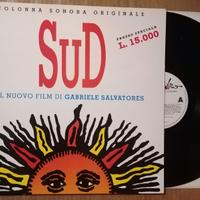 COLONNA SONORA ORIGINALE
SUD
PREZZO SPECIALE
L. 15.000
IL NUOVO FILM DI GABRIELE SALVATORES
A